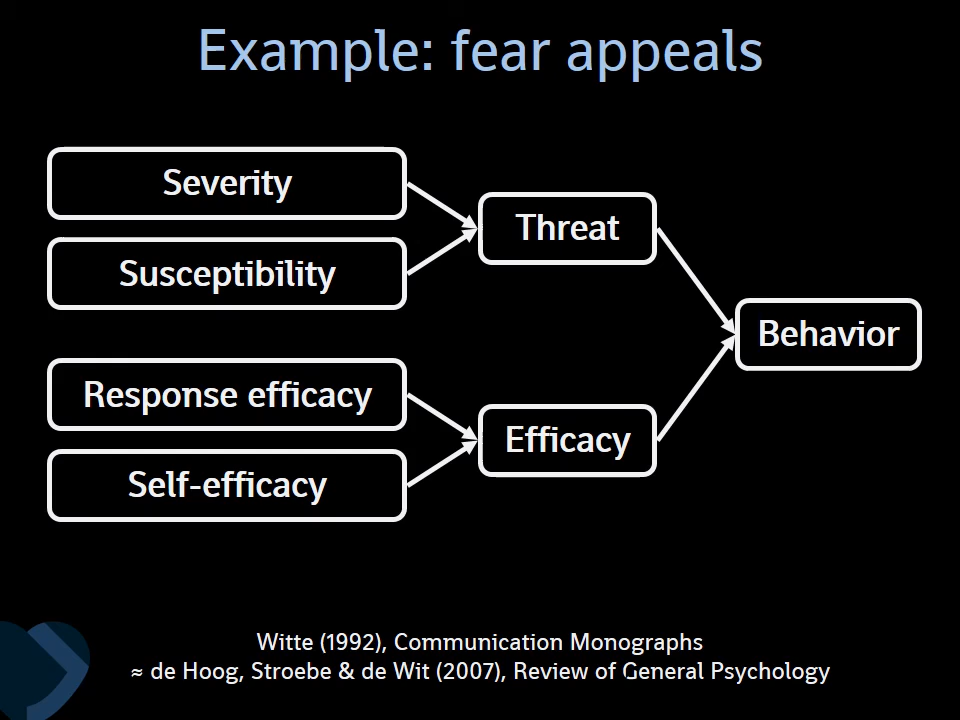 Example: fear appeals
Severity
Susceptibility
Threat
Behavior
Response efficacy
Self-efficacy
Efficacy
Witte (1992), Communication Monographs
≈ de Hoog, Stroebe & de Wit (2007), Review of General Psychology